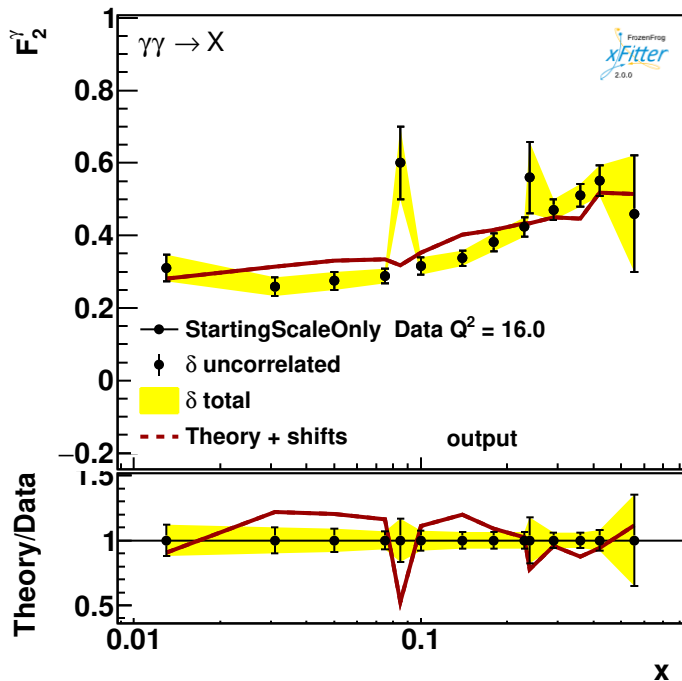 F₂^γ
γγ → X
FrozenFrog
xFitter
2.0.0
1
0.8
0.6
0.4
0.2
0
−0.2
StartingScaleOnly Data Q² = 16.0
δ uncorrelated
δ total
Theory + shifts
output
Theory/Data
1.5
1
0.5
0.01
0.1
1
x